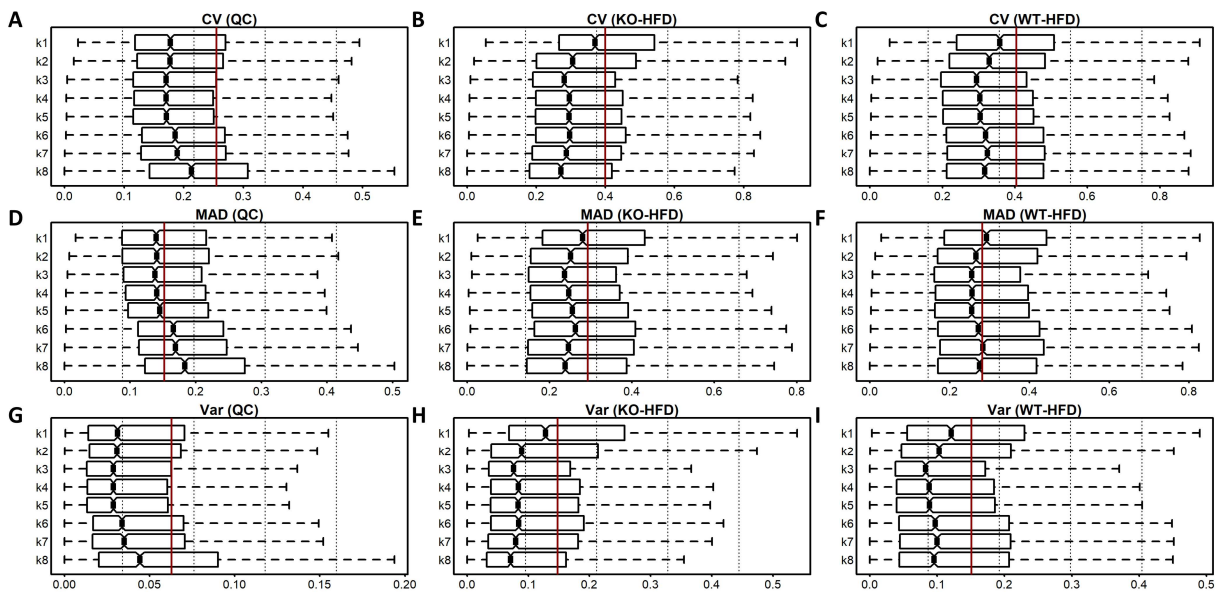 A CV (QC) B CV (KO-HFD) C CV (WT-HFD)
k1 k1 k1
k2 k2 k2
k3 k3 k3
k4 k4 k4
k5 k5 k5
k6 k6 k6
k7 k7 k7
k8 k8 k8
0.0 0.1 0.2 0.3 0.4 0.5 0.0 0.2 0.4 0.6 0.8 0.0 0.2 0.4 0.6 0.8
D MAD (QC) E MAD (KO-HFD) F MAD (WT-HFD)
k1 k1 k1
k2 k2 k2
k3 k3 k3
k4 k4 k4
k5 k5 k5
k6 k6 k6
k7 k7 k7
k8 k8 k8
0.0 0.1 0.2 0.3 0.4 0.5 0.0 0.2 0.4 0.6 0.8 0.0 0.2 0.4 0.6 0.8
G Var (QC) H Var (KO-HFD) I Var (WT-HFD)
k1 k1 k1
k2 k2 k2
k3 k3 k3
k4 k4 k4
k5 k5 k5
k6 k6 k6
k7 k7 k7
k8 k8 k8
0.00 0.05 0.10 0.15 0.20 0.0 0.1 0.2 0.3 0.4 0.5 0.0 0.1 0.2 0.3 0.4 0.5